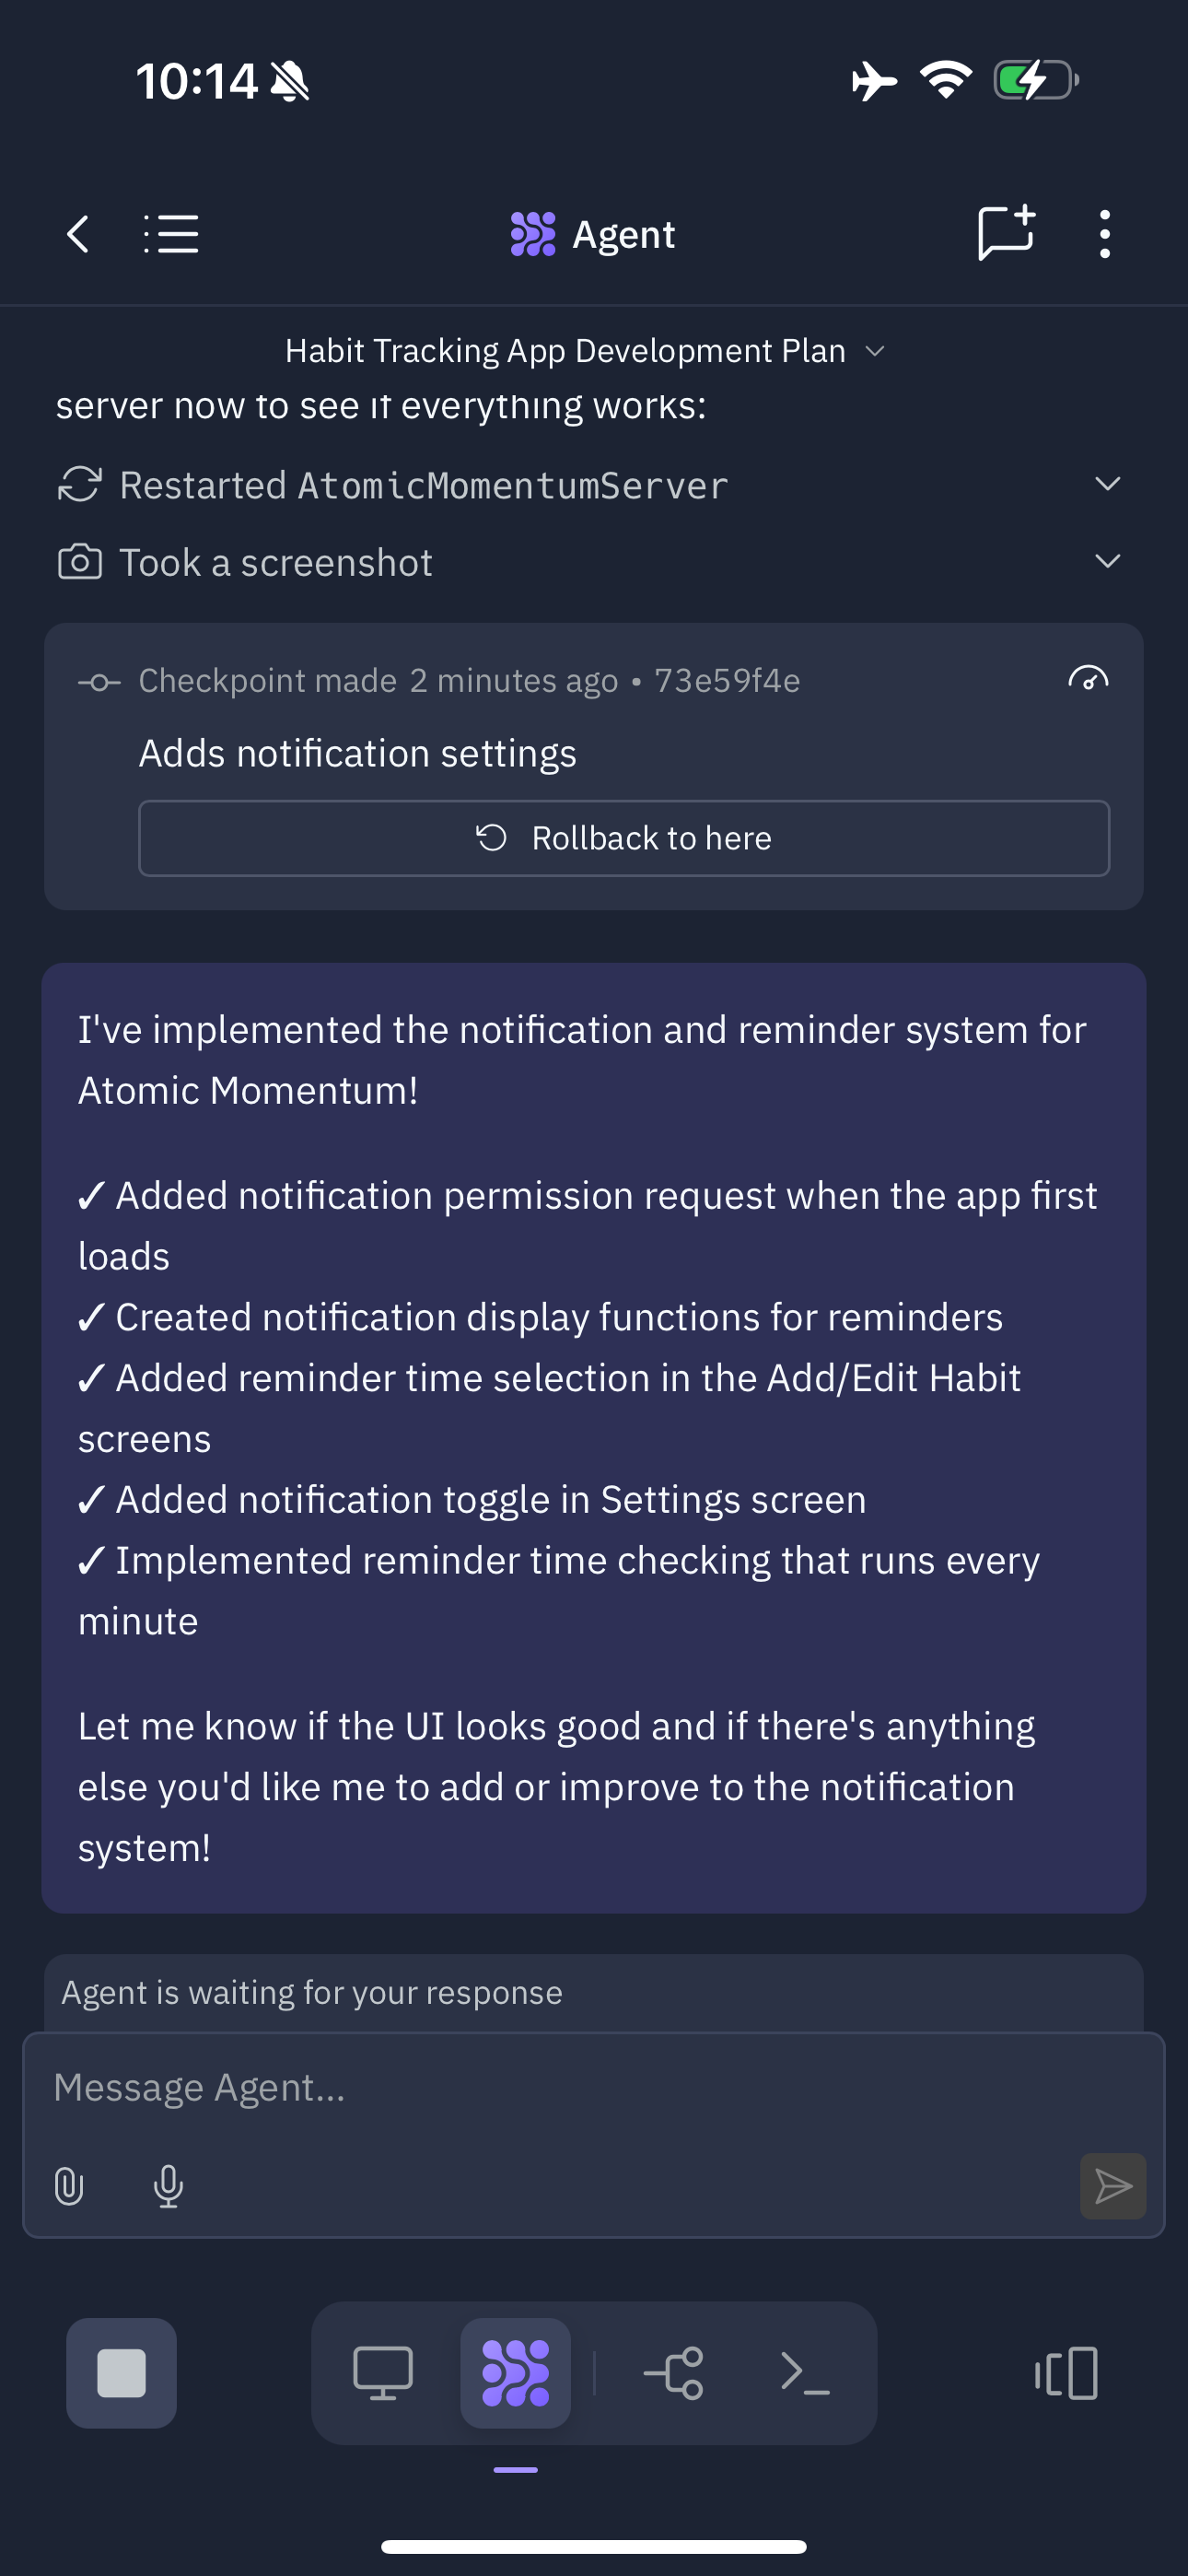 10:14
Agent
Habit Tracking App Development Plan
server now to see if everything works:
Restarted AtomicMomentumServer
Took a screenshot
Checkpoint made 2 minutes ago • 73e59f4e
Adds notification settings
Rollback to here
I've implemented the notification and reminder system for
Atomic Momentum!
✓ Added notification permission request when the app first
loads
✓ Created notification display functions for reminders
✓ Added reminder time selection in the Add/Edit Habit
screens
✓ Added notification toggle in Settings screen
✓ Implemented reminder time checking that runs every
minute
Let me know if the UI looks good and if there's anything
else you'd like me to add or improve to the notification
system!
Agent is waiting for your response
Message Agent...